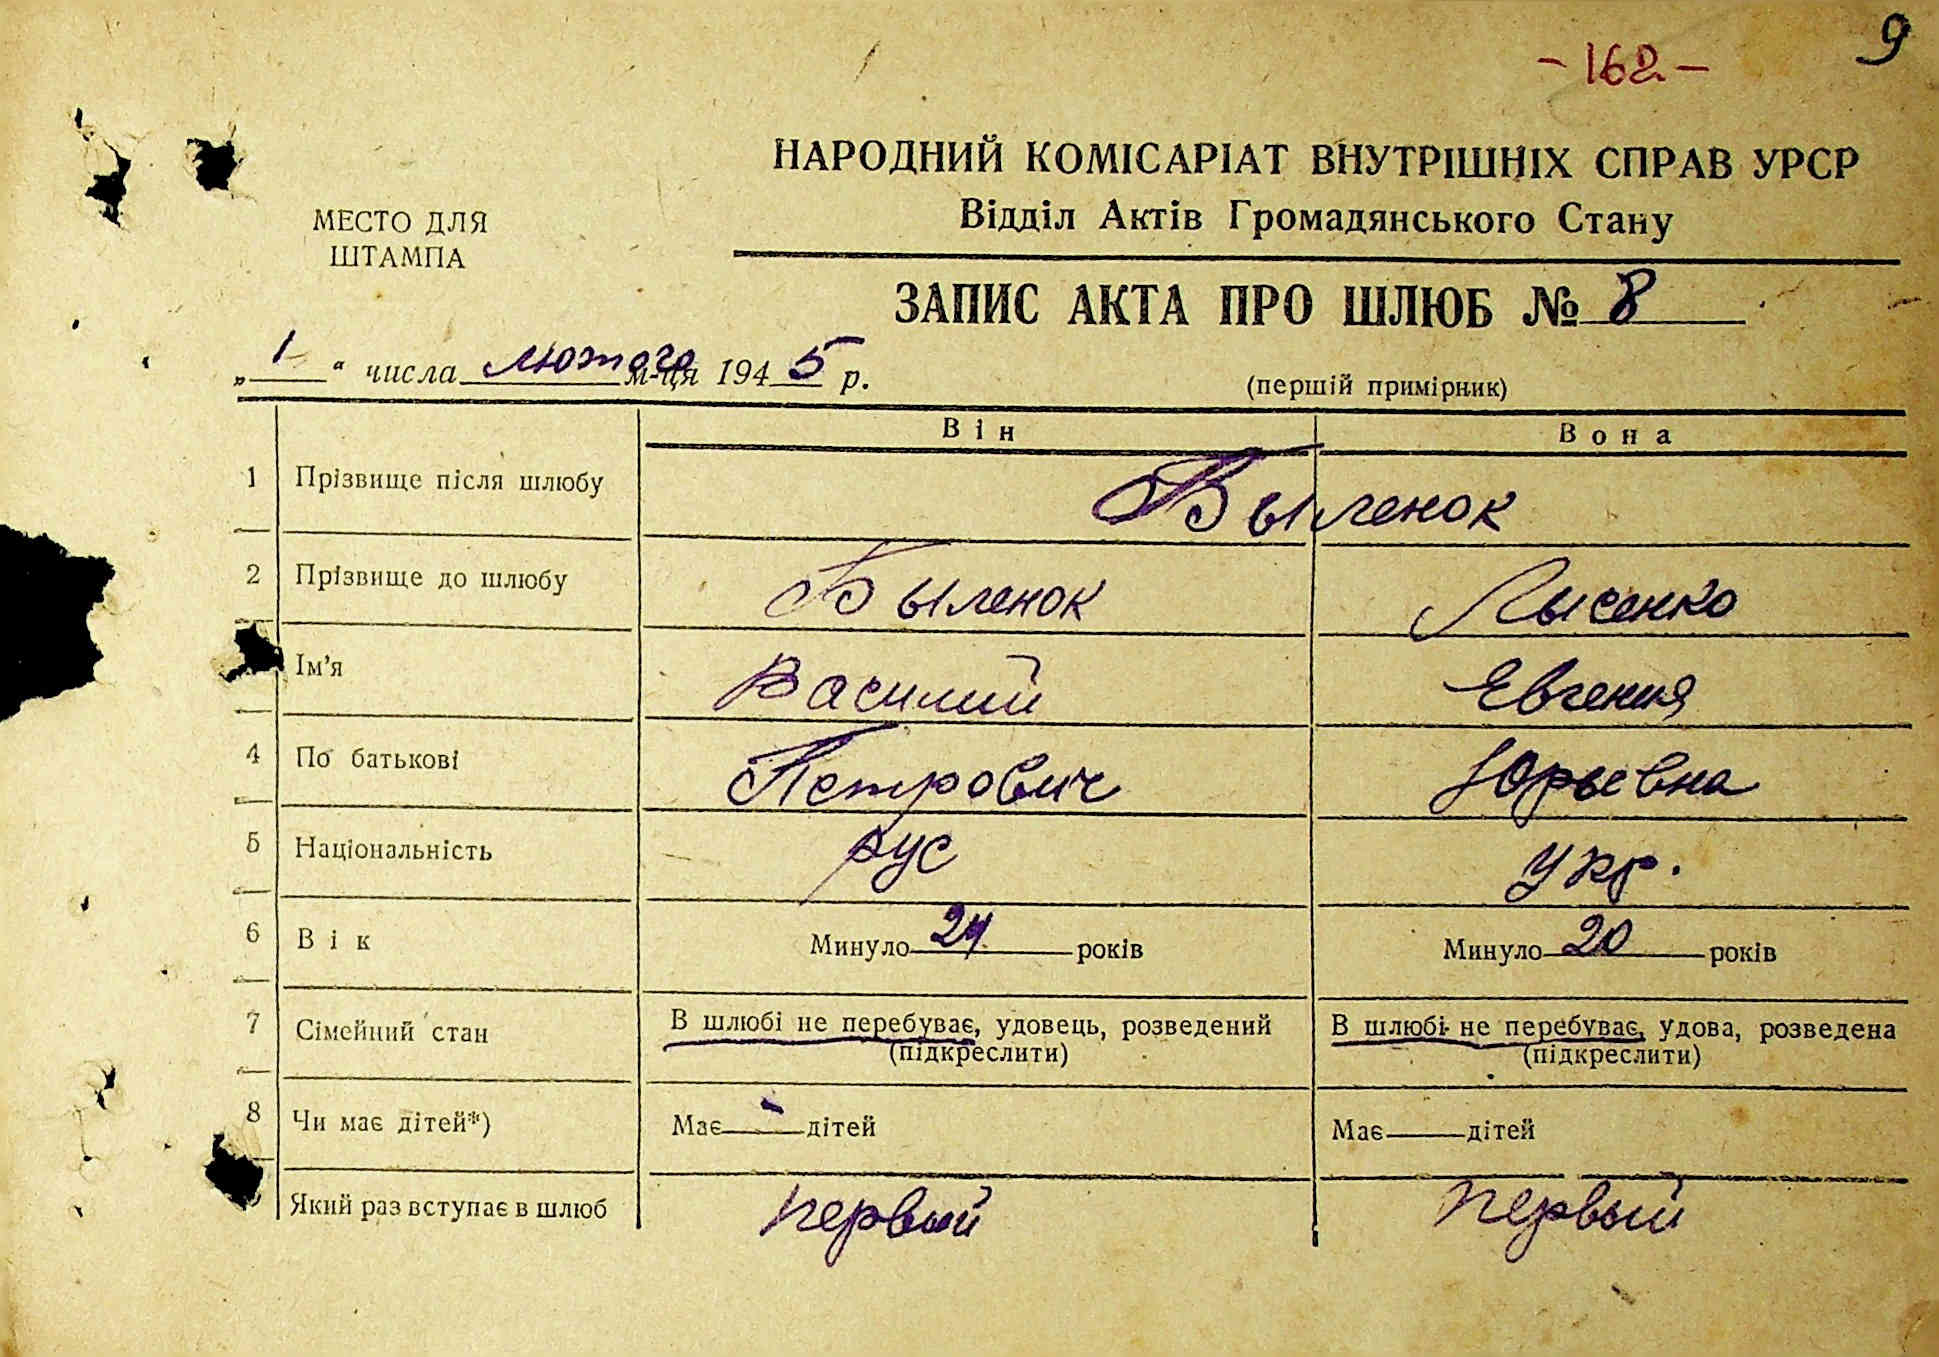 9
- 162 -
НАРОДНИЙ КОМІСАРІАТ ВНУТРІШНІХ СПРАВ УРСР
Відділ Актів Громадянського Стану
МЕСТО ДЛЯ
ШТАМПА
ЗАПИС АКТА ПРО ШЛЮБ № 8
„ 1 “ числа лютого м-ця 1945 р.
(першій примірник)
Він Вона
1 Прізвище після шлюбу Быленок
2 Прізвище до шлюбу Быленок Лысенко
Ім'я Василий Евгения
4 По батькові Петрович Юрьевна
5 Національність рус укр.
6 Вік Минуло 24 років Минуло 20 років
7 Сімейний стан В шлюбі не перебуває, удовець, розведений В шлюбі не перебуває, удова, розведена
(підкреслити) (підкреслити)
8 Чи має дітей*) Має - дітей Має дітей
Який раз вступає в шлюб первый первый